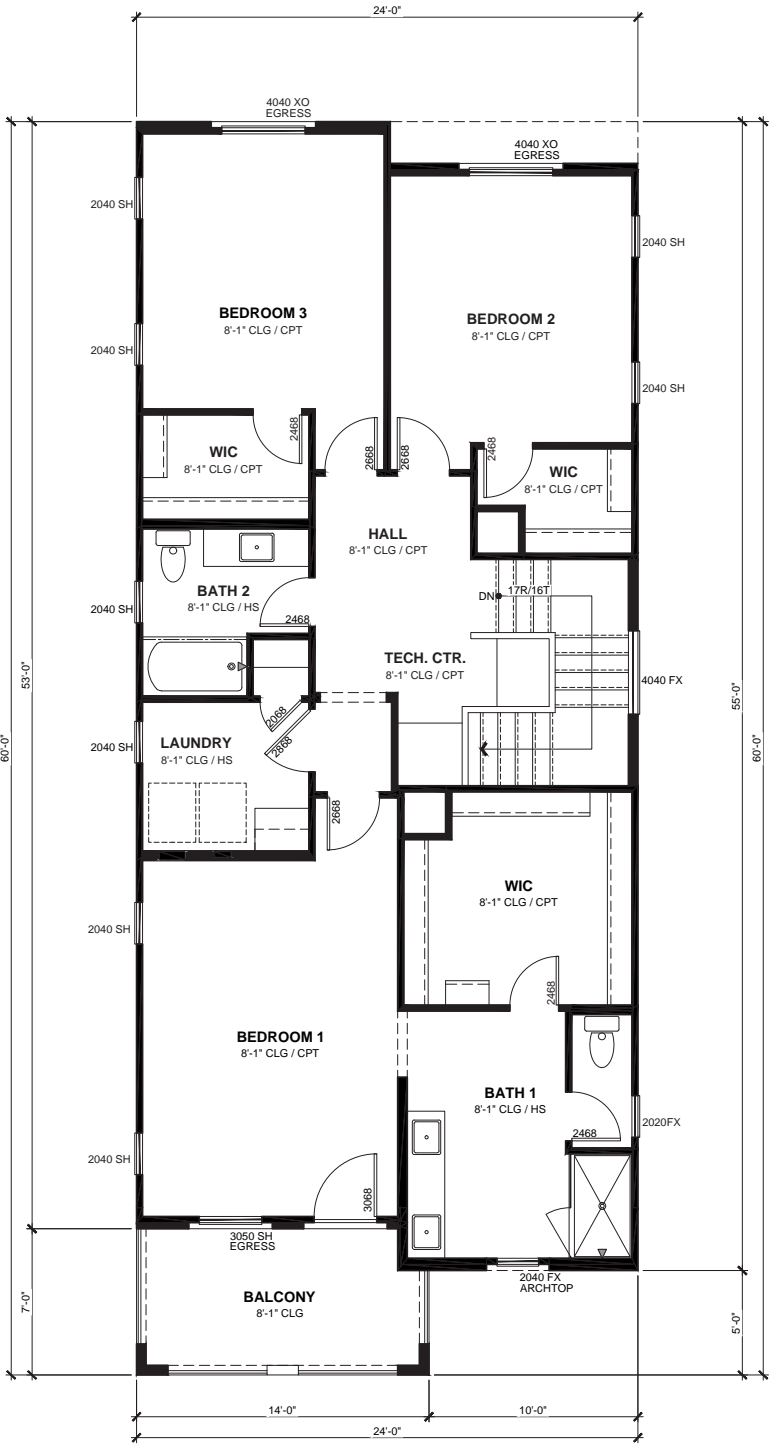 24'-0"
4040 XO
EGRESS
4040 XO
EGRESS
2040 SH
2040 SH
BEDROOM 3
8'-1" CLG / CPT
BEDROOM 2
8'-1" CLG / CPT
2040 SH
2040 SH
2468
2668
2668
2468
WIC
8'-1" CLG / CPT
WIC
8'-1" CLG / CPT
2040 SH
HALL
8'-1" CLG / CPT
BATH 2
8'-1" CLG / HS
2468
DN
17R/16T
2040 SH
TECH. CTR.
8'-1" CLG / CPT
4040 FX
53'-0"
60'-0"
55'-0"
60'-0"
2068
2868
LAUNDRY
8'-1" CLG / HS
2040 SH
2668
WIC
8'-1" CLG / CPT
2040 SH
2468
BEDROOM 1
8'-1" CLG / CPT
BATH 1
8'-1" CLG / HS
2468
2020FX
2040 SH
3068
3050 SH
EGRESS
2040 FX
ARCHTOP
BALCONY
8'-1" CLG
7'-0"
5'-0"
14'-0"
10'-0"
24'-0"